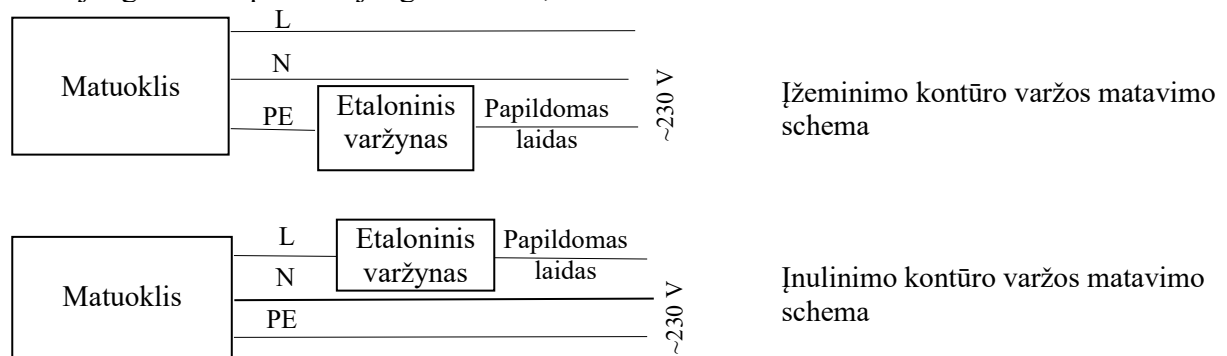 L
N
Matuoklis
PE
Etaloninis
varžynas
Papildomas
laidas
~230 V
Įžeminimo kontūro varžos matavimo
schema
L
N
Matuoklis
PE
Etaloninis
varžynas
Papildomas
laidas
~230 V
Įnulinimo kontūro varžos matavimo
schema